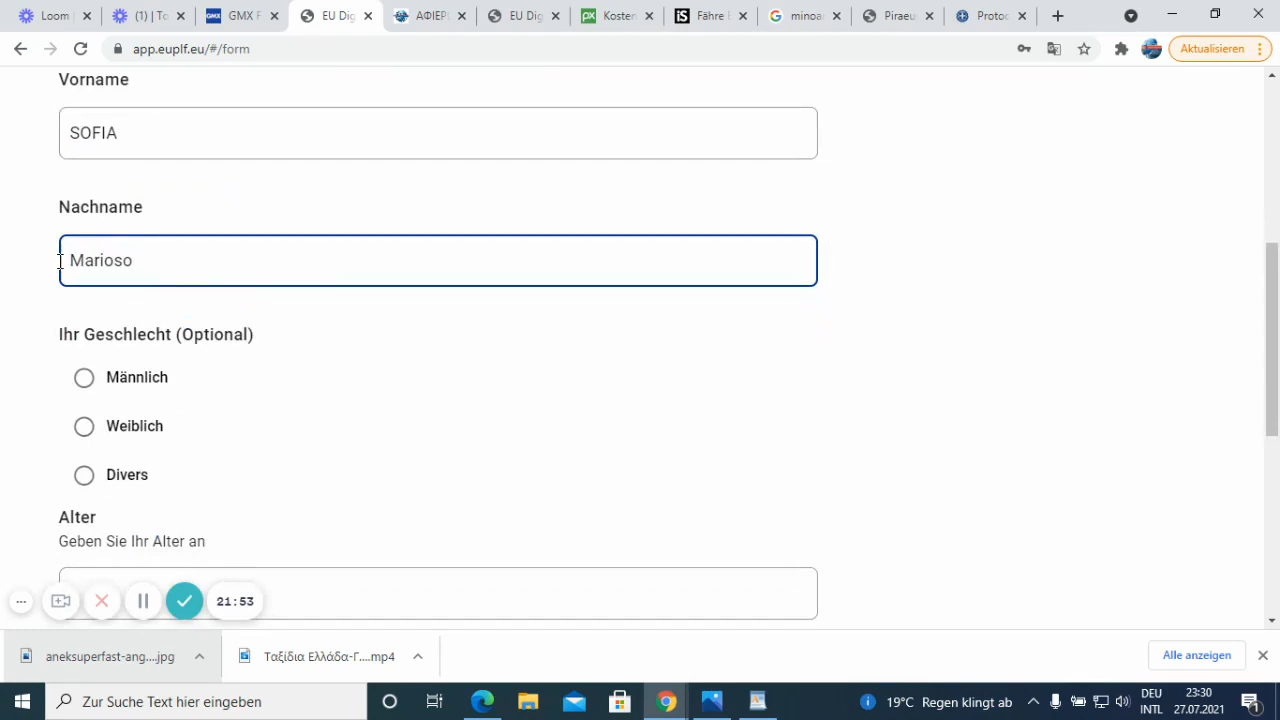 Loom
(1) | To
GMX F
EU Dig
ΑΦΙΕΡ
EU Dig
Kosten
Fähre E
minoa
Piraeu
Protoc
app.euplf.eu/#/form
Aktualisieren
Vorname
SOFIA
Nachname
Marioso
Ihr Geschlecht (Optional)
Männlich
Weiblich
Divers
Alter
Geben Sie Ihr Alter an
21:53
aneksuperfast-ang....jpg
Ταξίδια Ελλάδα-Γ....mp4
Alle anzeigen
Zur Suche Text hier eingeben
19°C Regen klingt ab
DEU
INTL
23:30
27.07.2021
1